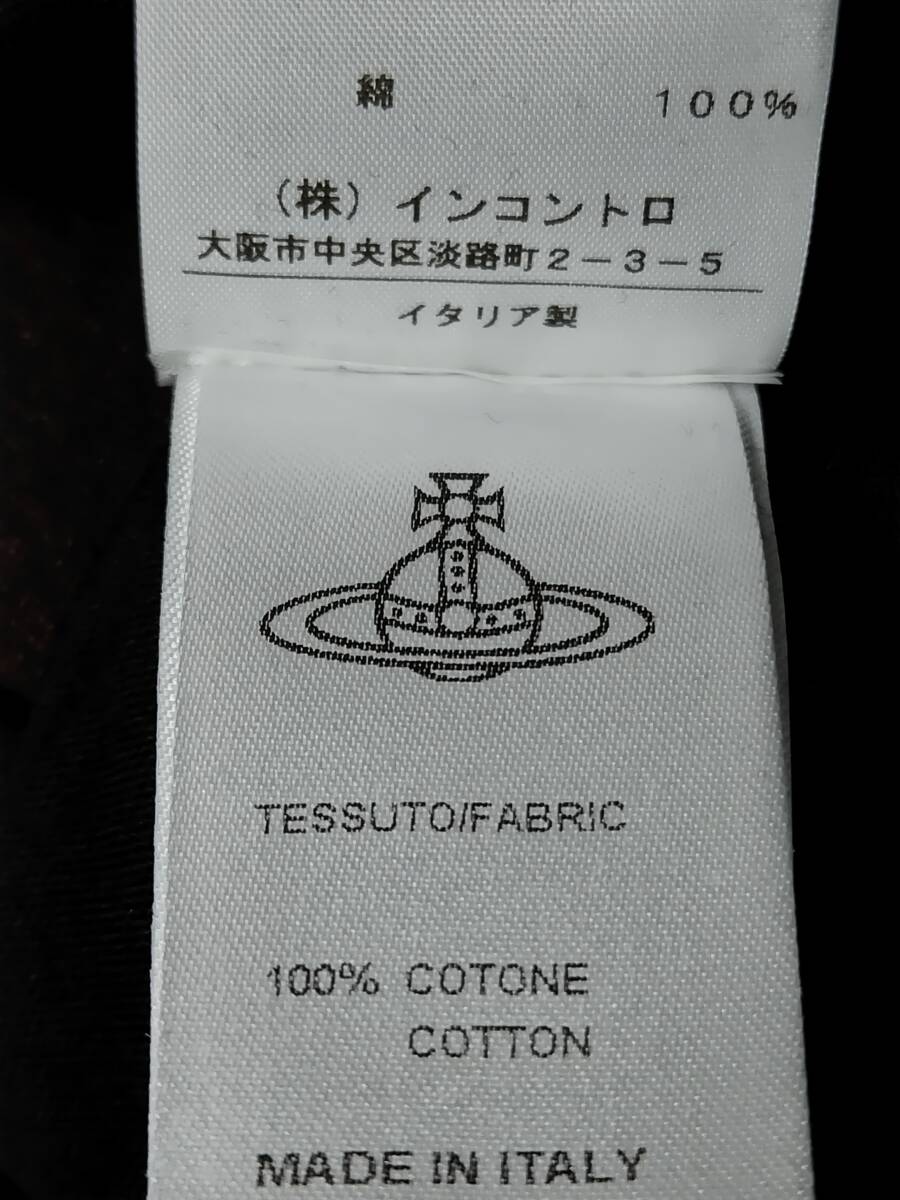 綿 １００％
（株）インコントロ
大阪市中央区淡路町２－３－５
イタリア製
TESSUTO/FABRIC
100% COTONE
COTTON
MADE IN ITALY